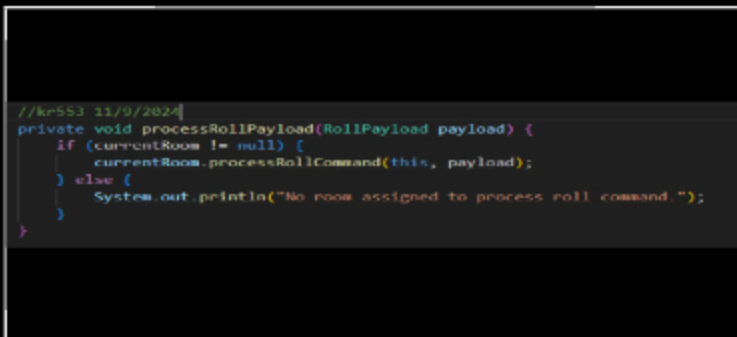 //kr553 11/9/2024
private void processRollPayload(RollPayload payload) {
if (currentRoom != null) {
currentRoom.processRollCommand(this, payload);
} else {
System.out.println("No room assigned to process roll command.");
}
}